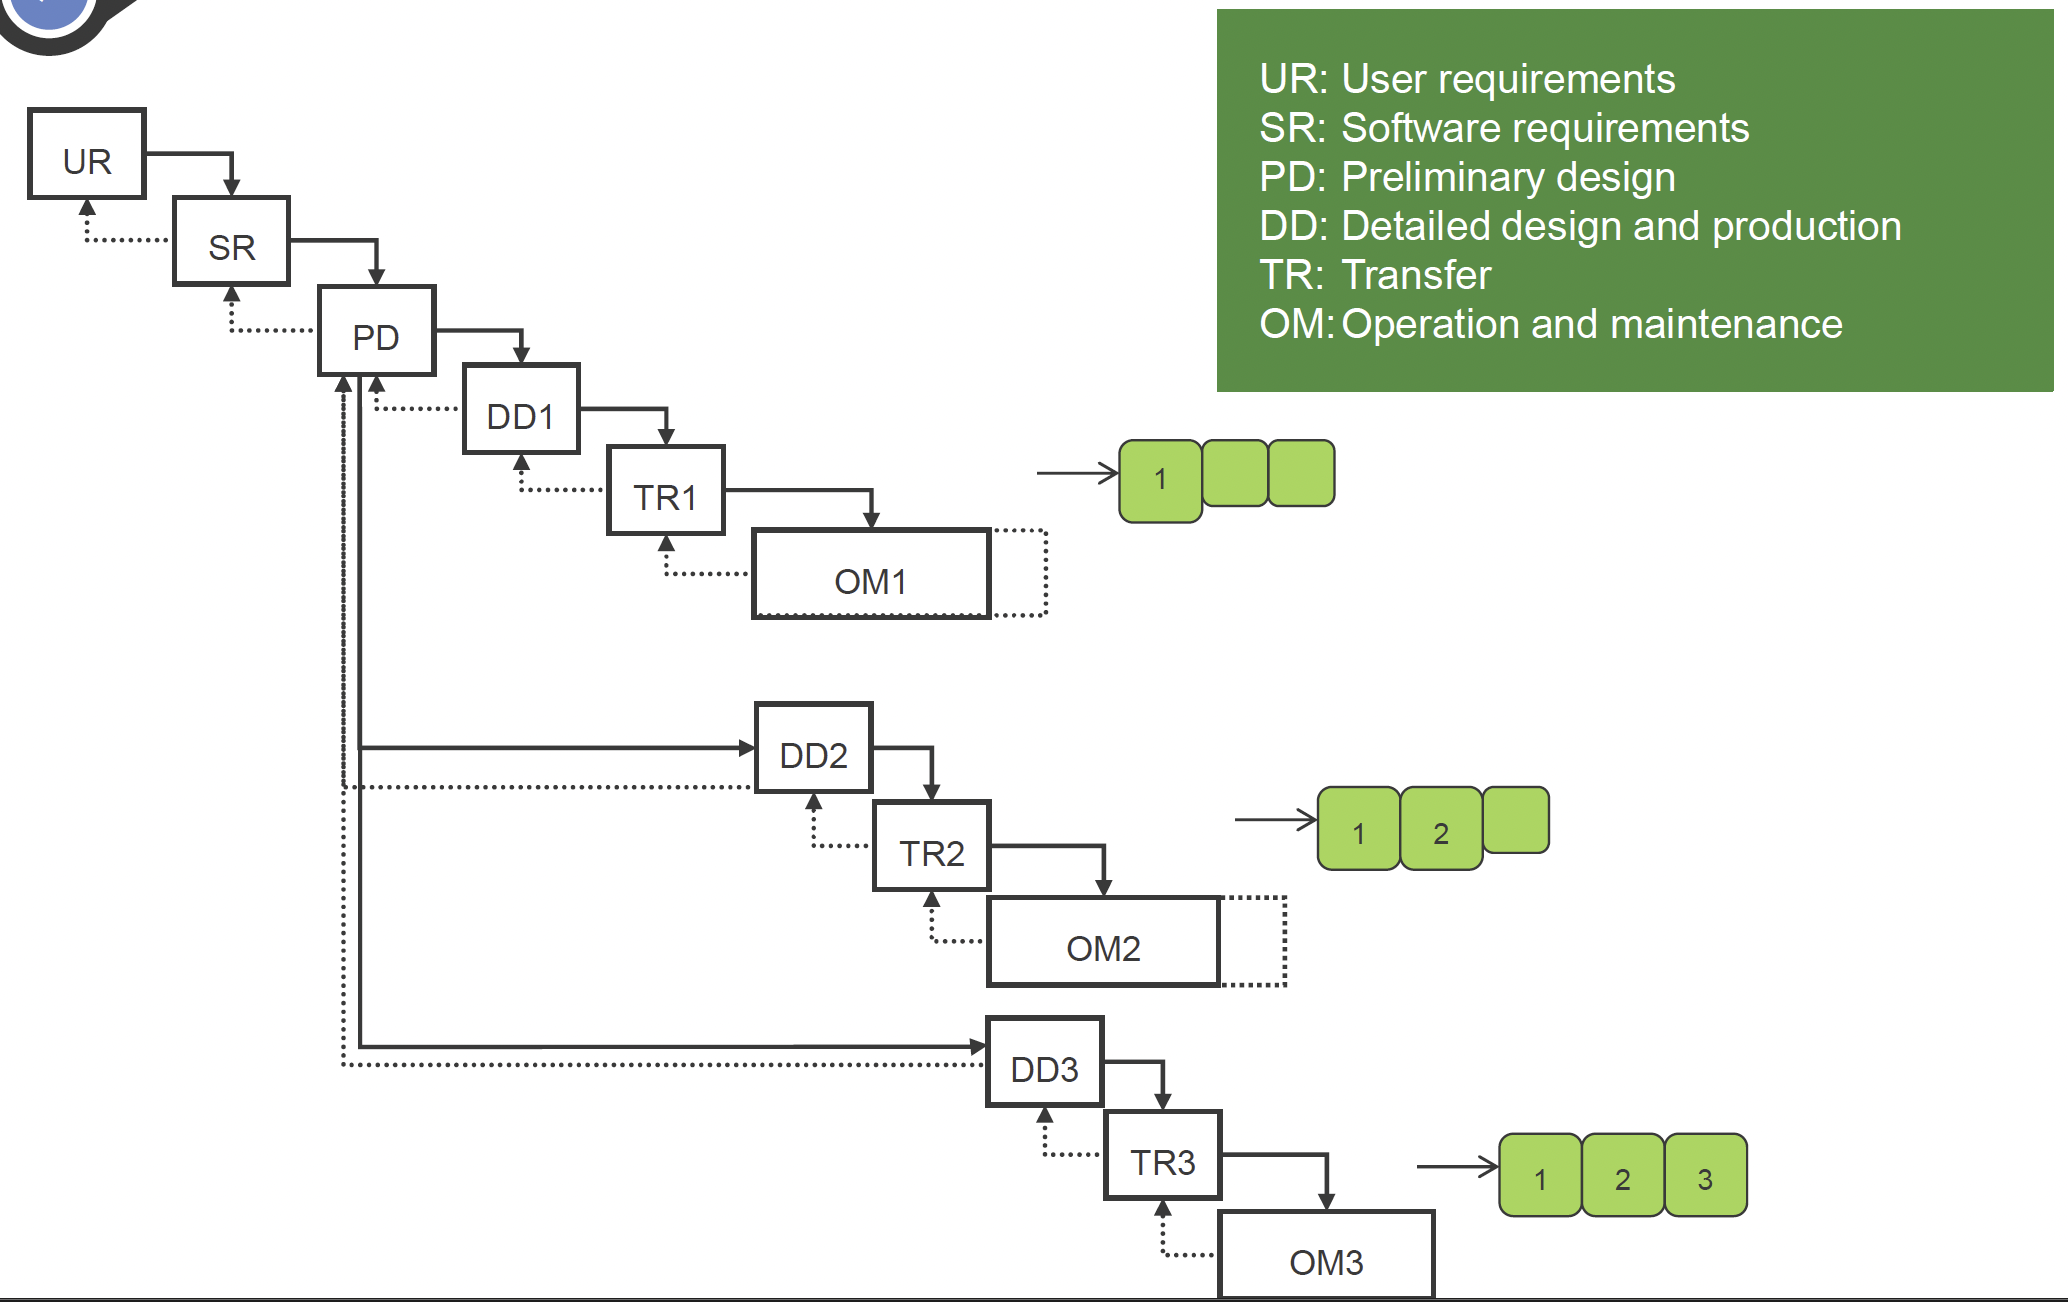 UR: User requirements
SR: Software requirements
PD: Preliminary design
DD: Detailed design and production
TR: Transfer
OM: Operation and maintenance
UR
SR
PD
DD1
TR1
OM1
1
DD2
TR2
OM2
1 2
DD3
TR3
OM3
1 2 3